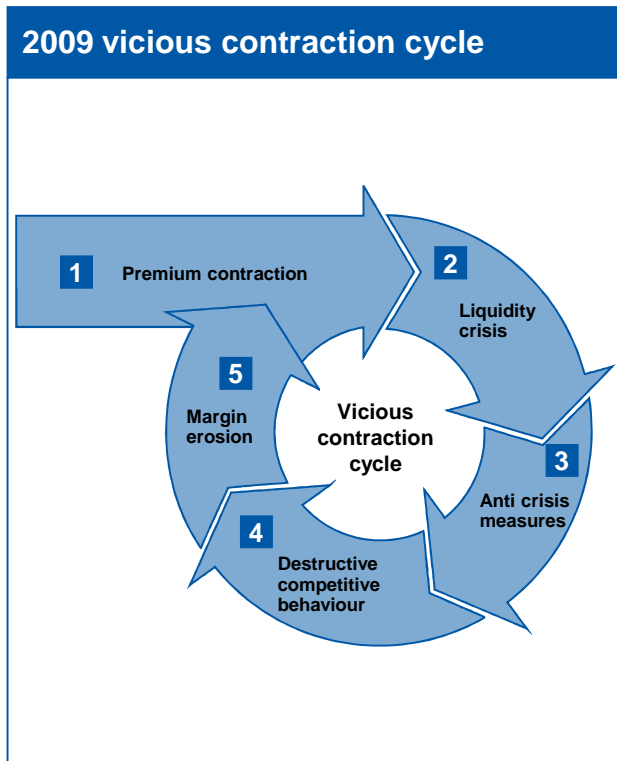 2009 vicious contraction cycle
1
Premium contraction
2
Liquidity
crisis
3
Anti crisis
measures
4
Destructive
competitive
behaviour
5
Margin
erosion
Vicious
contraction
cycle